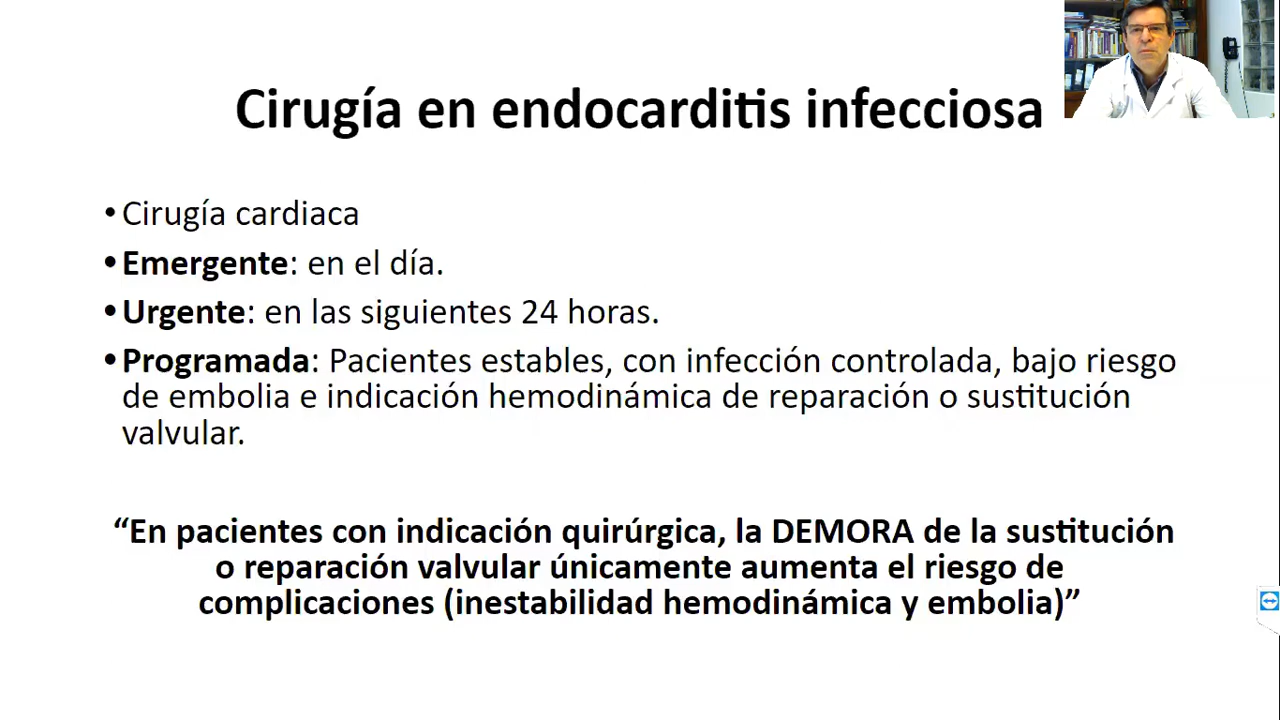 Cirugía en endocarditis infecciosa
• Cirugía cardiaca
• Emergente: en el día.
• Urgente: en las siguientes 24 horas.
• Programada: Pacientes estables, con infección controlada, bajo riesgo
de embolia e indicación hemodinámica de reparación o sustitución
valvular.
“En pacientes con indicación quirúrgica, la DEMORA de la sustitución
o reparación valvular únicamente aumenta el riesgo de
complicaciones (inestabilidad hemodinámica y embolia)”